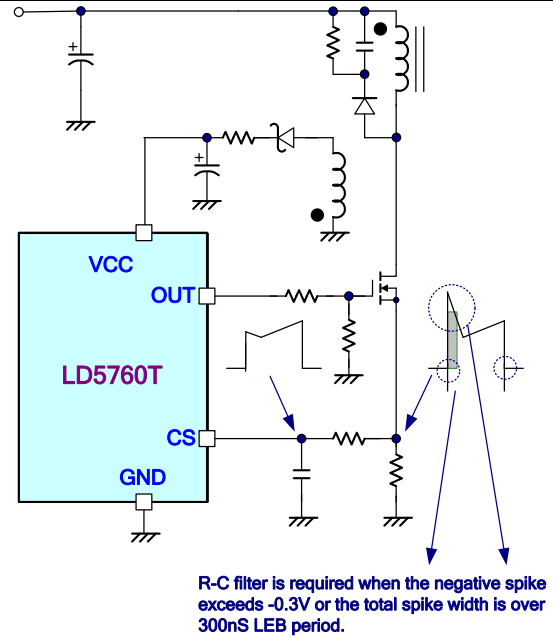 +
+
VCC
OUT
LD5760T
CS
GND
R-C filter is required when the negative spike
exceeds -0.3V or the total spike width is over
300nS LEB period.